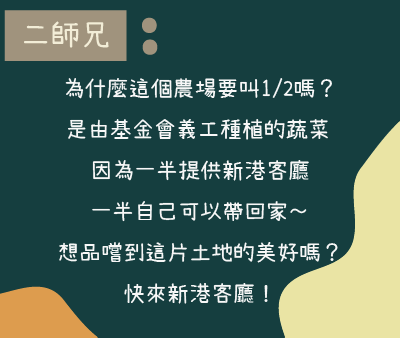 二師兄：
為什麼這個農場要叫1/2嗎？
是由基金會義工種植的蔬菜
因為一半提供新港客廳
一半自己可以帶回家～
想品嚐到這片土地的美好嗎？
快來新港客廳！